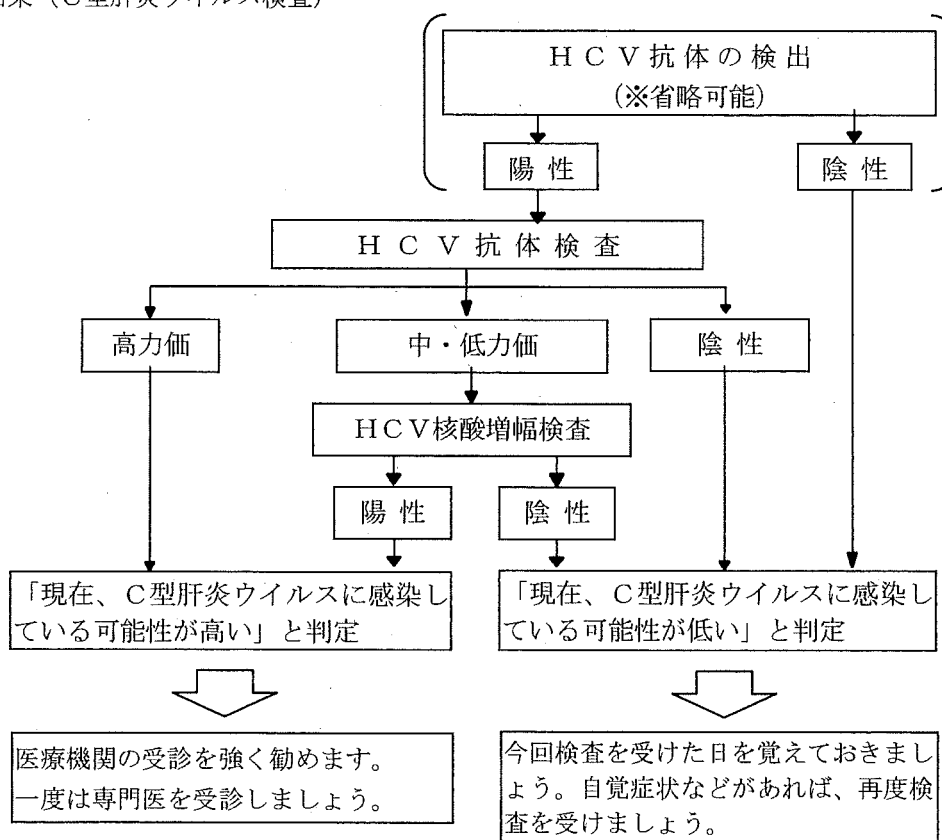 （C型肝炎ウイルス検査）
ＨＣＶ抗体の検出
（※省略可能）
陽性
陰性
ＨＣＶ抗体検査
高力価
中・低力価
陰性
ＨＣＶ核酸増幅検査
陽性
陰性
「現在、Ｃ型肝炎ウイルスに感染し
ている可能性が高い」と判定
「現在、Ｃ型肝炎ウイルスに感染し
ている可能性が低い」と判定
医療機関の受診を強く勧めます。
一度は専門医を受診しましょう。
今回検査を受けた日を覚えておきまし
ょう。自覚症状などがあれば、再度検
査を受けましょう。